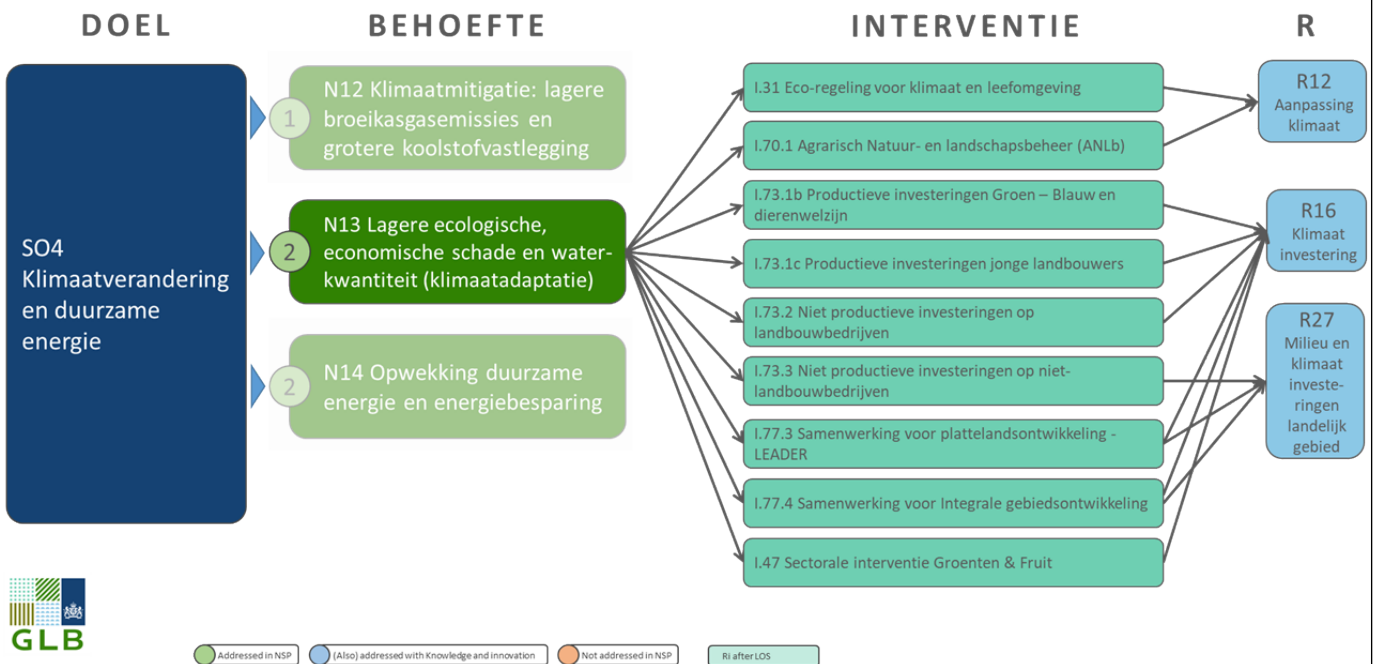 DOEL
BEHOEFTE
INTERVENTIE
R
SO4
Klimaatverandering
en duurzame
energie
1
N12 Klimaatmitigatie: lagere
broeikasgasemissies en
grotere koolstofvastlegging
2
N13 Lagere ecologische,
economische schade en water-
kwantiteit (klimaatadaptatie)
2
N14 Opwekking duurzame
energie en energiebesparing
I.31 Eco-regeling voor klimaat en leefomgeving
I.70.1 Agrarisch Natuur- en landschapsbeheer (ANLb)
I.73.1b Productieve investeringen Groen – Blauw en
dierenwelzijn
I.73.1c Productieve investeringen jonge landbouwers
I.73.2 Niet productieve investeringen op
landbouwbedrijven
I.73.3 Niet productieve investeringen op niet-
landbouwbedrijven
I.77.3 Samenwerking voor plattelandsontwikkeling -
LEADER
I.77.4 Samenwerking voor Integrale gebiedsontwikkeling
I.47 Sectorale interventie Groenten & Fruit
R12
Aanpassing
klimaat
R16
Klimaat
investering
R27
Milieu en
klimaat
investe-
ringen
landelijk
gebied
GLB
Addressed in NSP
(Also) addressed with Knowledge and innovation
Not addressed in NSP
Ri after LOS